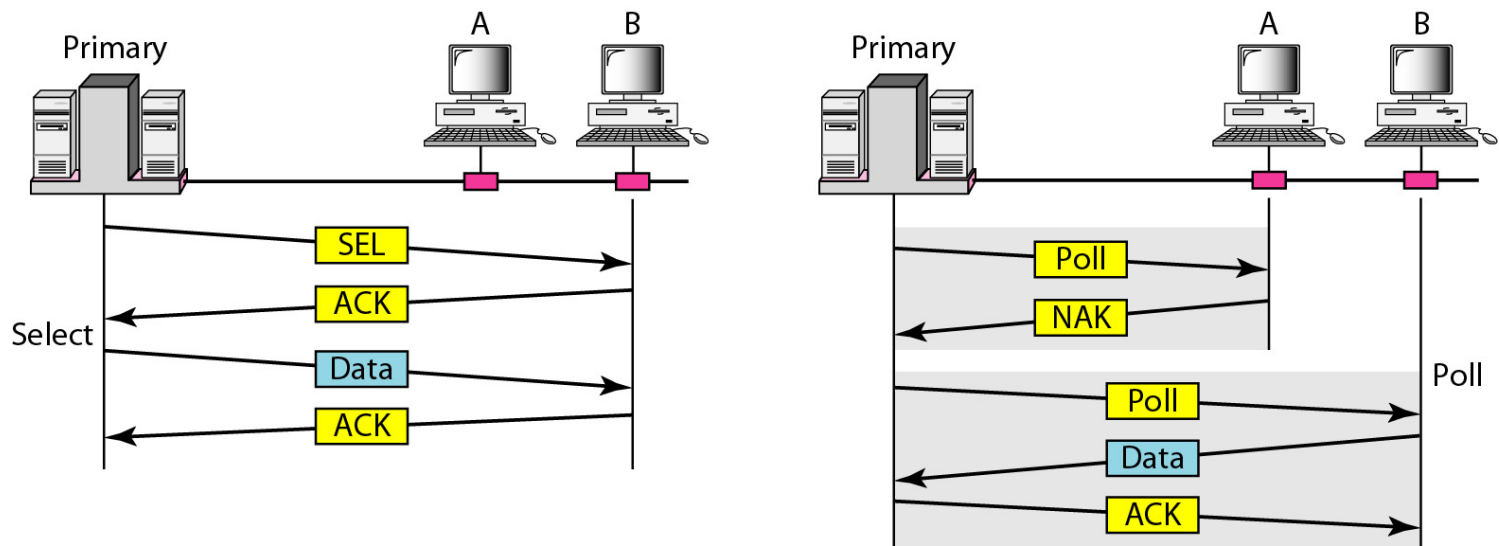 Primary
A
B
SEL
ACK
Select
Data
ACK
Primary
A
B
Poll
NAK
Poll
Poll
Data
ACK